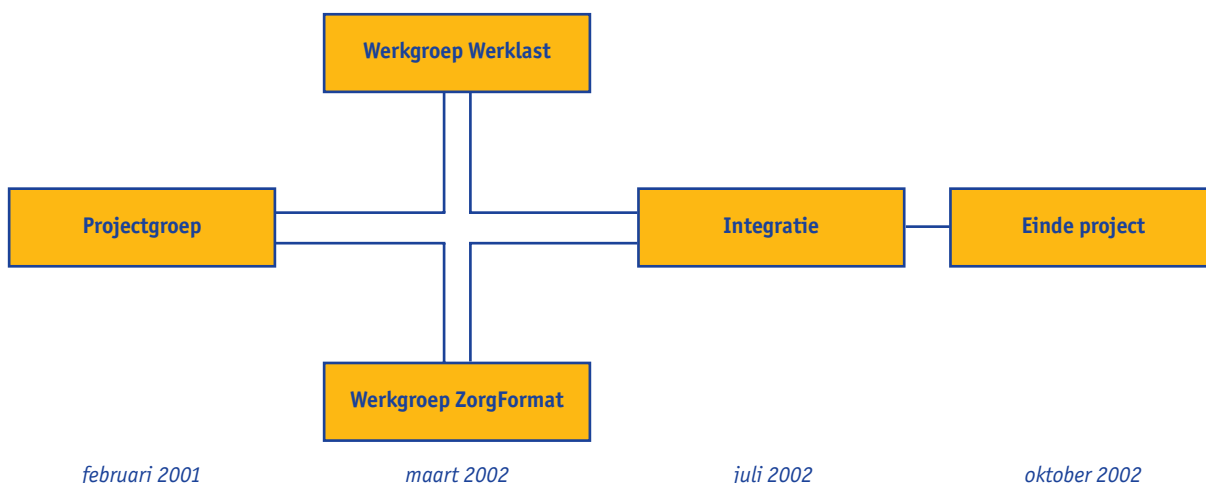 Werkgroep Werklast
Projectgroep
Integratie
Einde project
Werkgroep ZorgFormat
februari 2001
maart 2002
juli 2002
oktober 2002